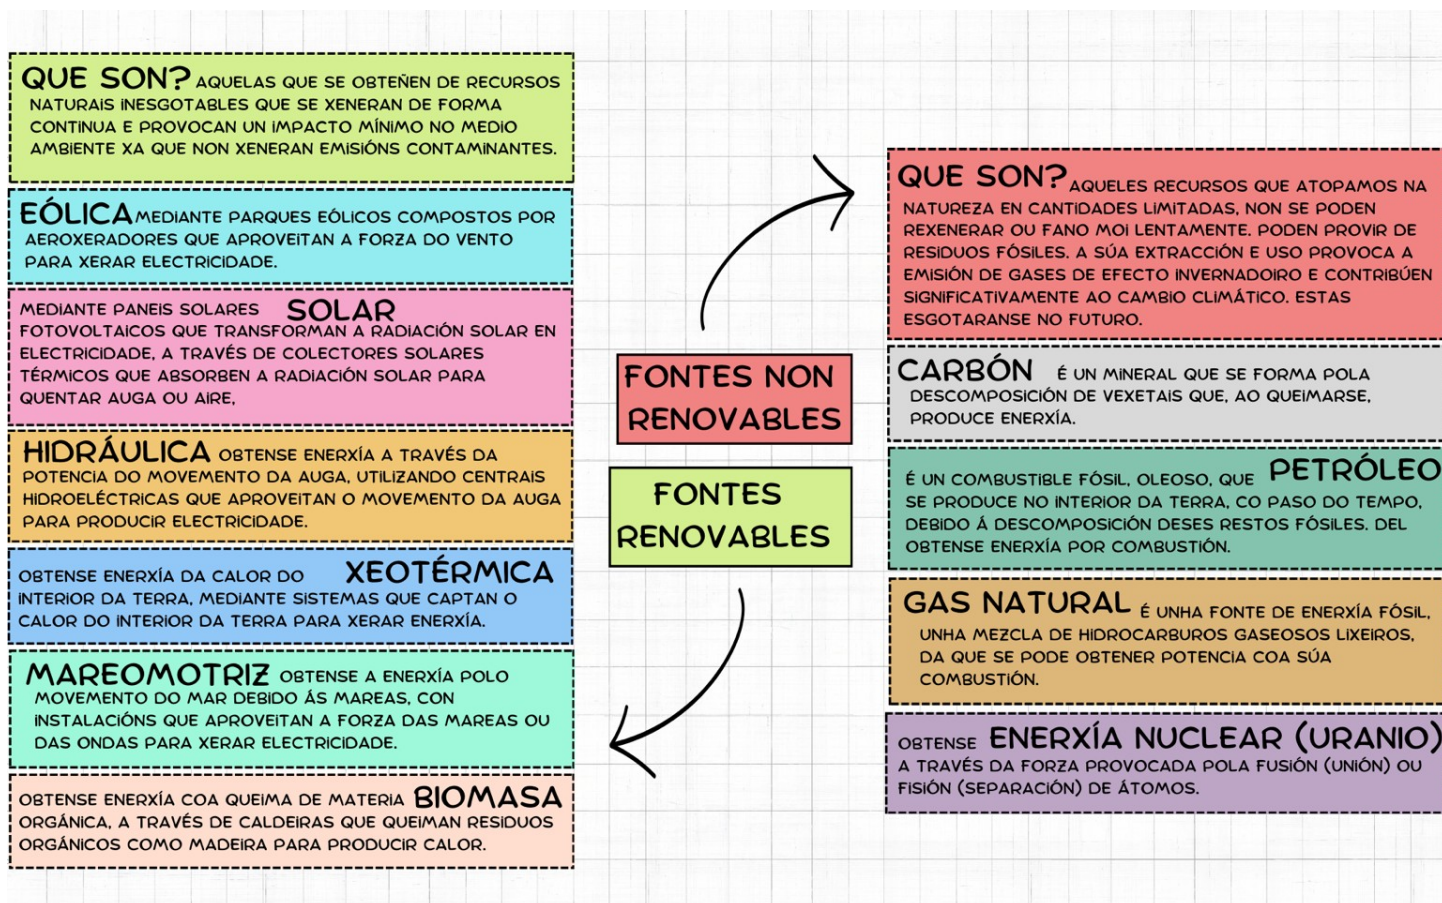 QUE SON? AQUELAS QUE SE OBTEÑEN DE RECURSOS
NATURAIS INESGOTABLES QUE SE XENERAN DE FORMA
CONTINUA E PROVOCAN UN IMPACTO MÍNIMO NO MEDIO
AMBIENTE XA QUE NON XENERAN EMISIÓNS CONTAMINANTES.
EÓLICA MEDIANTE PARQUES EÓLICOS COMPOSTOS POR
AEROXERADORES QUE APROVEITAN A FORZA DO VENTO
PARA XERAR ELECTRICIDADE.
MEDIANTE PANEIS SOLARES SOLAR
FOTOVOLTAICOS QUE TRANSFORMAN A RADIACIÓN SOLAR EN
ELECTRICIDADE, A TRAVÉS DE COLECTORES SOLARES
TÉRMICOS QUE ABSORBEN A RADIACIÓN SOLAR PARA
QUENTAR AUGA OU AIRE,
HIDRÁULICA OBTENSE ENERXÍA A TRAVÉS DA
POTENCIA DO MOVEMENTO DA AUGA, UTILIZANDO CENTRAIS
HIDROELÉCTRICAS QUE APROVEITAN O MOVEMENTO DA AUGA
PARA PRODUCIR ELECTRICIDADE.
OBTENSE ENERXÍA DA CALOR DO XEOTÉRMICA
INTERIOR DA TERRA, MEDIANTE SISTEMAS QUE CAPTAN O
CALOR DO INTERIOR DA TERRA PARA XERAR ENERXÍA.
MAREOMOTRIZ OBTENSE A ENERXÍA POLO
MOVEMENTO DO MAR DEBIDO ÁS MAREAS, CON
INSTALACIÓNS QUE APROVEITAN A FORZA DAS MAREAS OU
DAS ONDAS PARA XERAR ELECTRICIDADE.
OBTENSE ENERXÍA COA QUEIMA DE MATERIA BIOMASA
ORGÁNICA, A TRAVÉS DE CALDEIRAS QUE QUEIMAN RESIDUOS
ORGÁNICOS COMO MADEIRA PARA PRODUCIR CALOR.
FONTES NON
RENOVABLES
FONTES
RENOVABLES
QUE SON? AQUELES RECURSOS QUE ATOPAMOS NA
NATUREZA EN CANTIDADES LIMITADAS, NON SE PODEN
REXENERAR OU FANO MOI LENTAMENTE. PODEN PROVIR DE
RESIDUOS FÓSILES. A SÚA EXTRACCIÓN E USO PROVOCA A
EMISIÓN DE GASES DE EFECTO INVERNADOIRO E CONTRIBÚEN
SIGNIFICATIVAMENTE AO CAMBIO CLIMÁTICO. ESTAS
ESGOTARANSE NO FUTURO.
CARBÓN É UN MINERAL QUE SE FORMA POLA
DESCOMPOSICIÓN DE VEXETAIS QUE, AO QUEIMARSE,
PRODUCE ENERXÍA.
É UN COMBUSTIBLE FÓSIL, OLEOSO, QUE PETRÓLEO
SE PRODUCE NO INTERIOR DA TERRA, CO PASO DO TEMPO,
DEBIDO Á DESCOMPOSICIÓN DESES RESTOS FÓSILES. DEL
OBTENSE ENERXÍA POR COMBUSTIÓN.
GAS NATURAL É UNHA FONTE DE ENERXÍA FÓSIL,
UNHA MEZCLA DE HIDROCARBUROS GASEOSOS LIXEIROS,
DA QUE SE PODE OBTENER POTENCIA COA SÚA
COMBUSTIÓN.
OBTENSE ENERXÍA NUCLEAR (URANIO)
A TRAVÉS DA FORZA PROVOCADA POLA FUSIÓN (UNIÓN) OU
FISIÓN (SEPARACIÓN) DE ÁTOMOS.